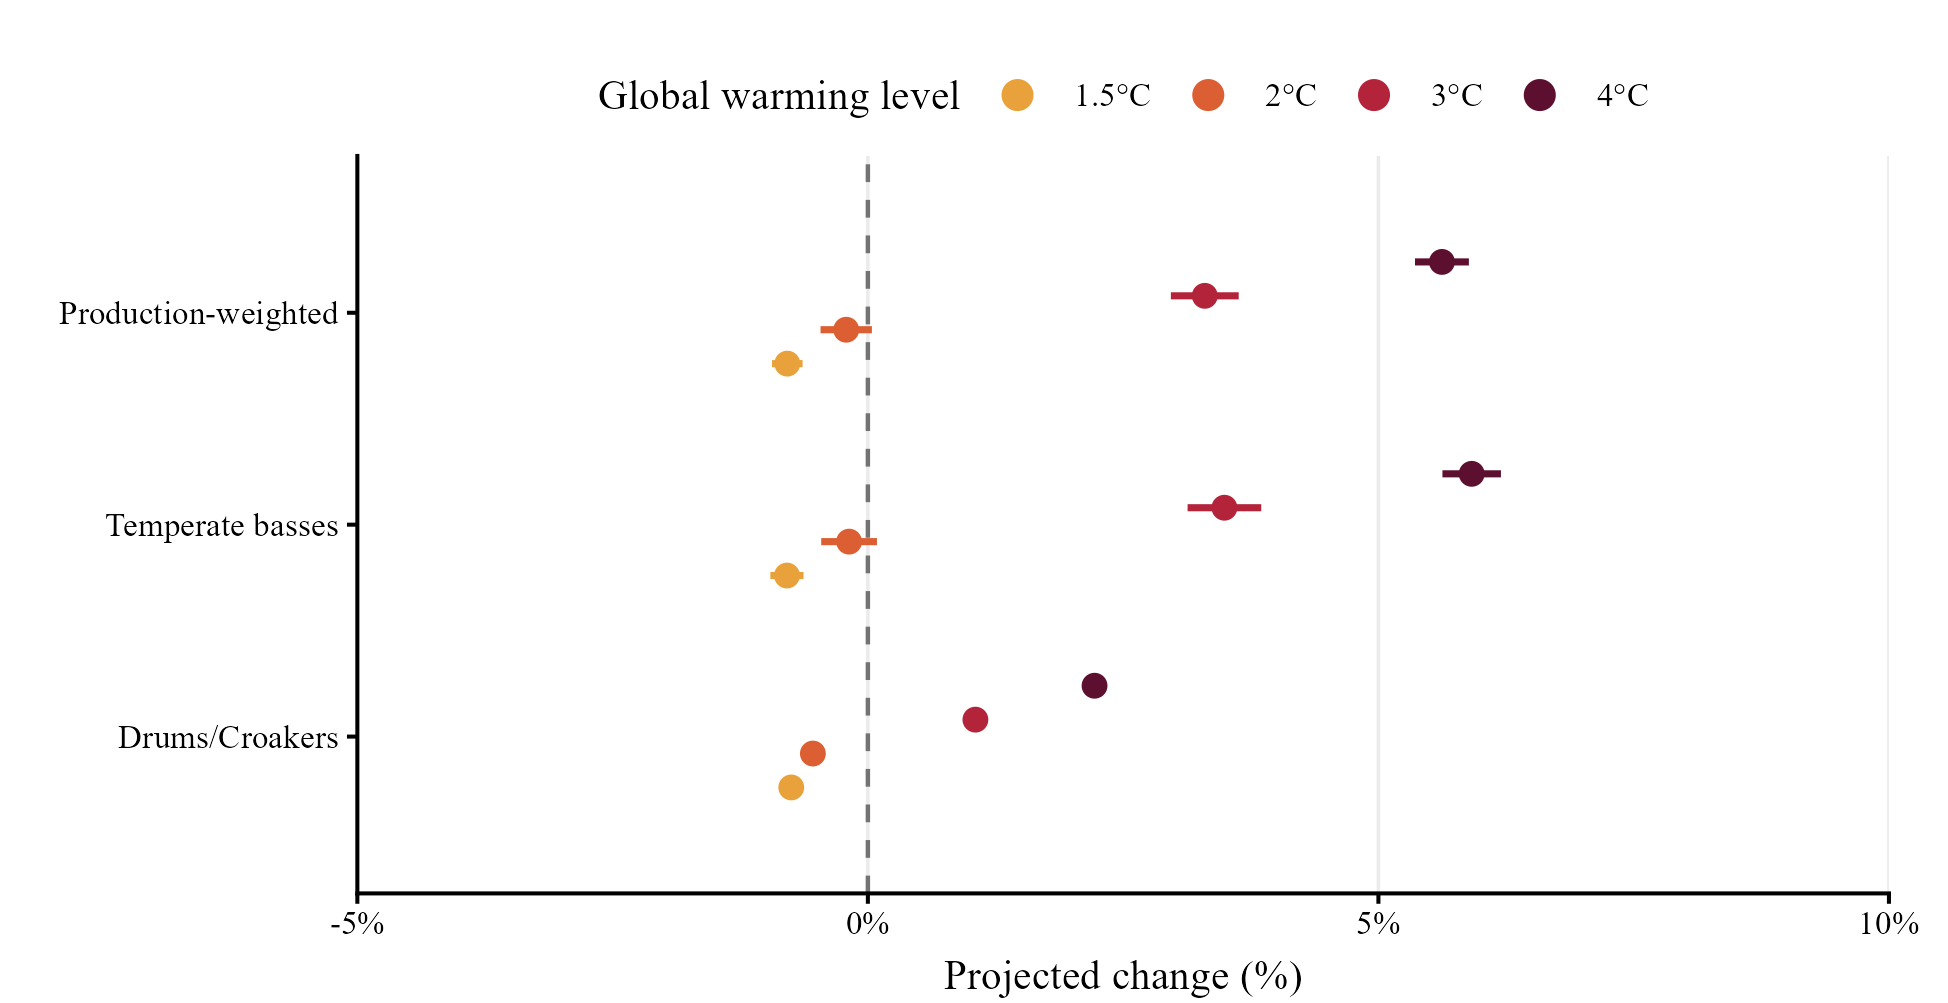 Global warming level 1.5°C 2°C 3°C 4°C
Production-weighted
Temperate basses
Drums/Croakers
-5% 0% 5% 10%
Projected change (%)